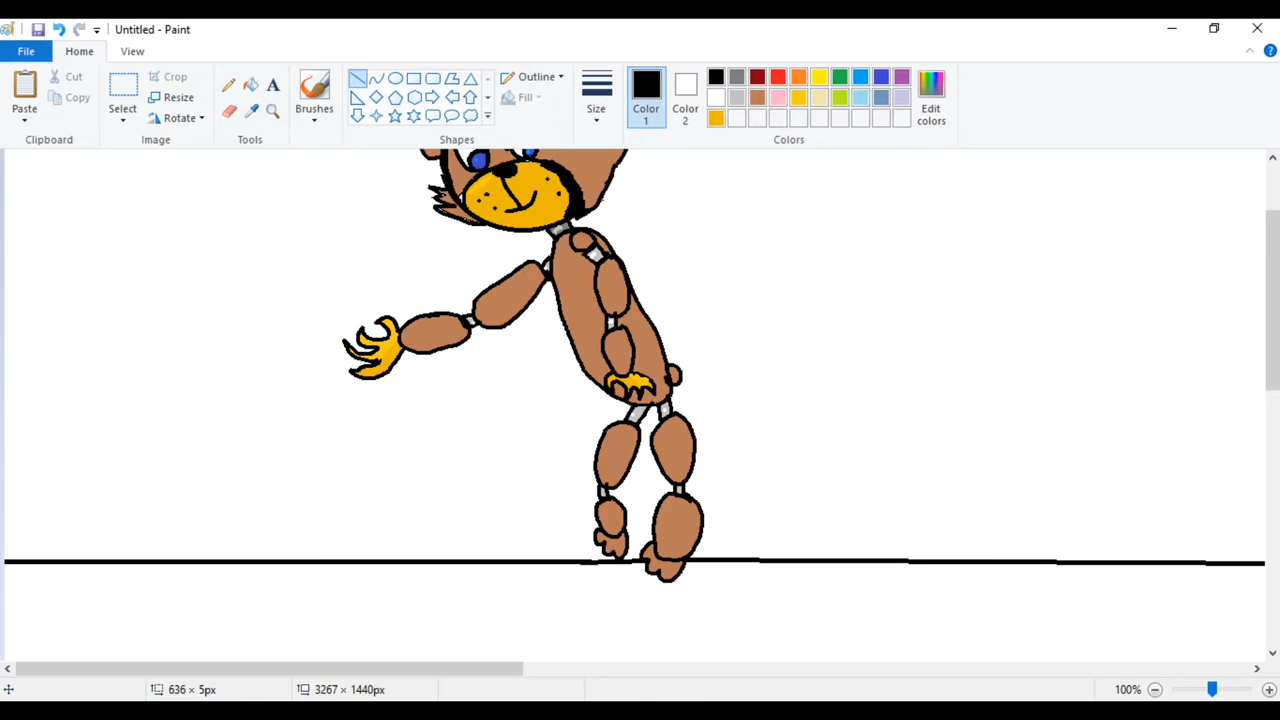 Untitled - Paint
File Home View
Paste
Cut
Copy
Clipboard
Select
Crop
Resize
Rotate
Image
Tools
Brushes
Outline
Fill
Shapes
Size
Color 1
Color 2
Edit colors
Colors
636 × 5px
3267 × 1440px
100%